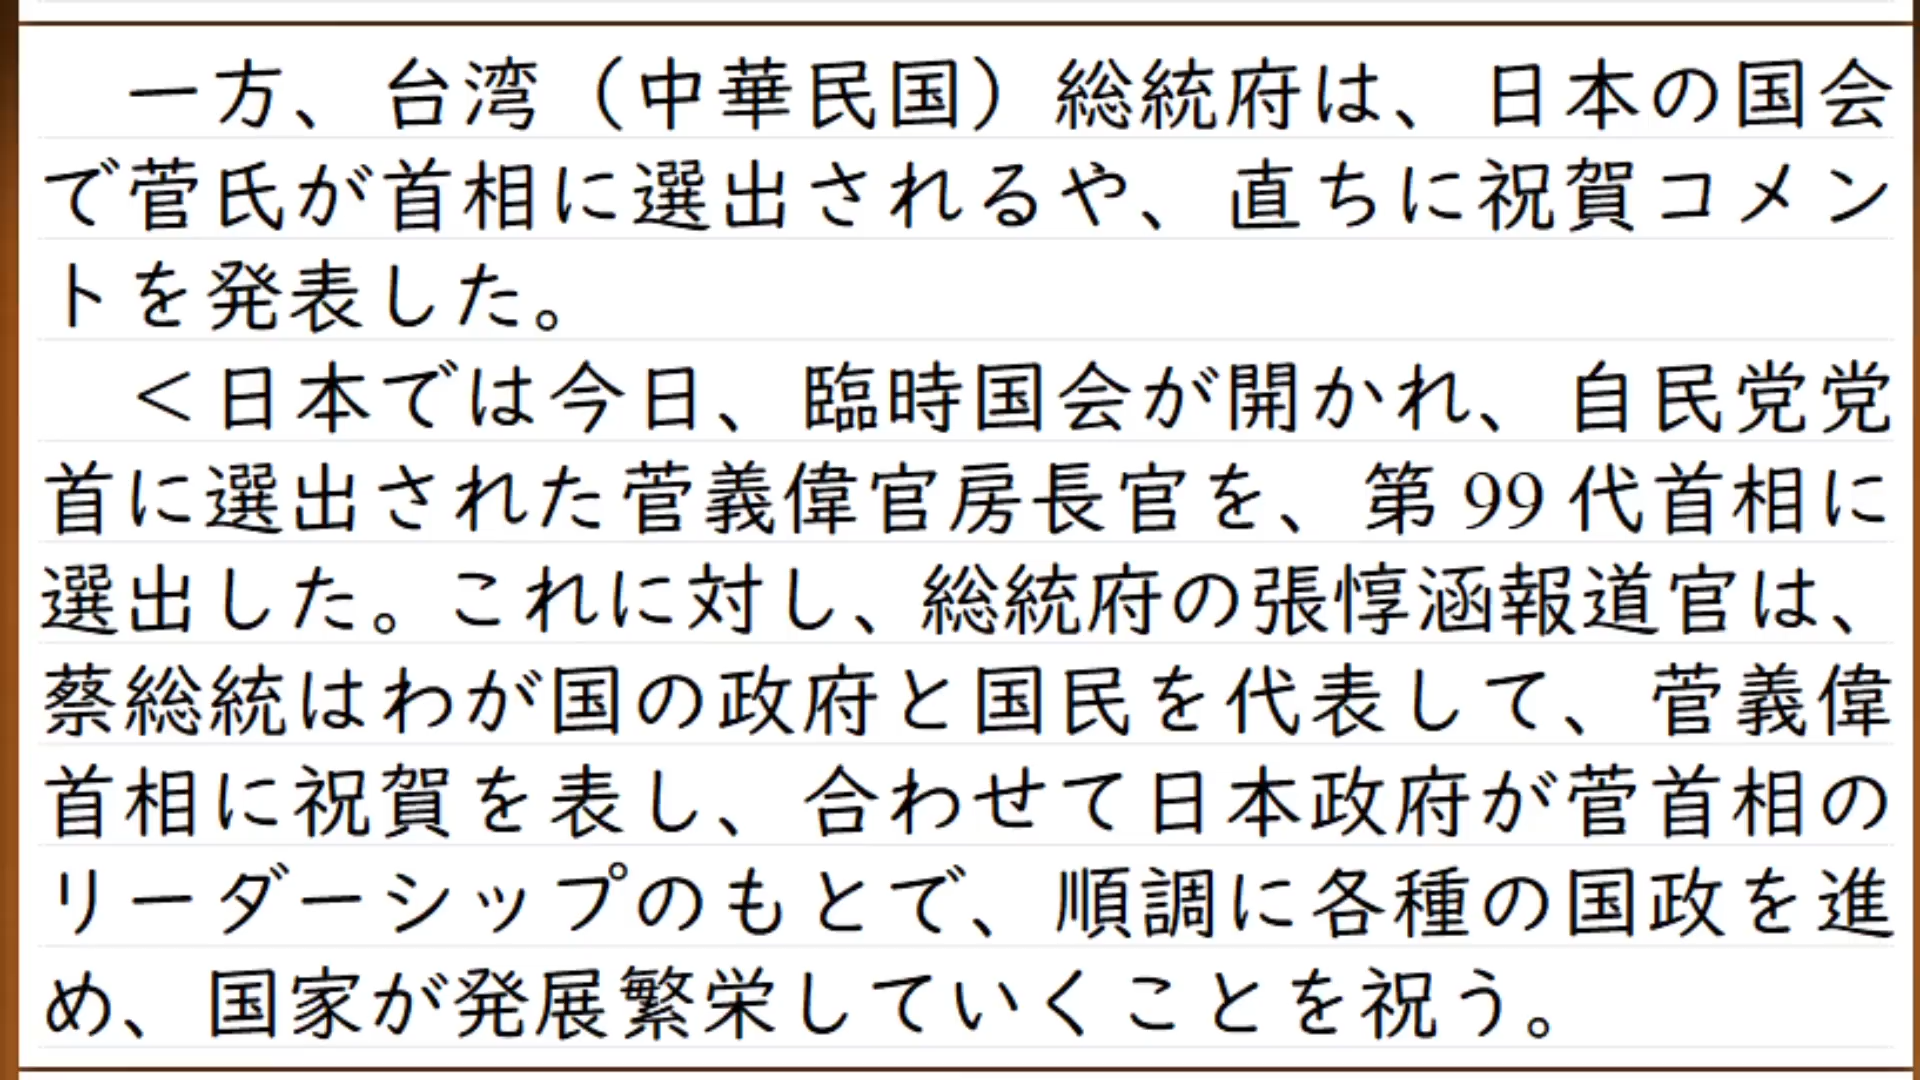 一方、台湾（中華民国）総統府は、日本の国会
で菅氏が首相に選出されるや、直ちに祝賀コメン
トを発表した。
＜日本では今日、臨時国会が開かれ、自民党党
首に選出された菅義偉官房長官を、第99代首相に
選出した。これに対し、総統府の張惇涵報道官は、
蔡総統はわが国の政府と国民を代表して、菅義偉
首相に祝賀を表し、合わせて日本政府が菅首相の
リーダーシップのもとで、順調に各種の国政を進
め、国家が発展繁栄していくことを祝う。